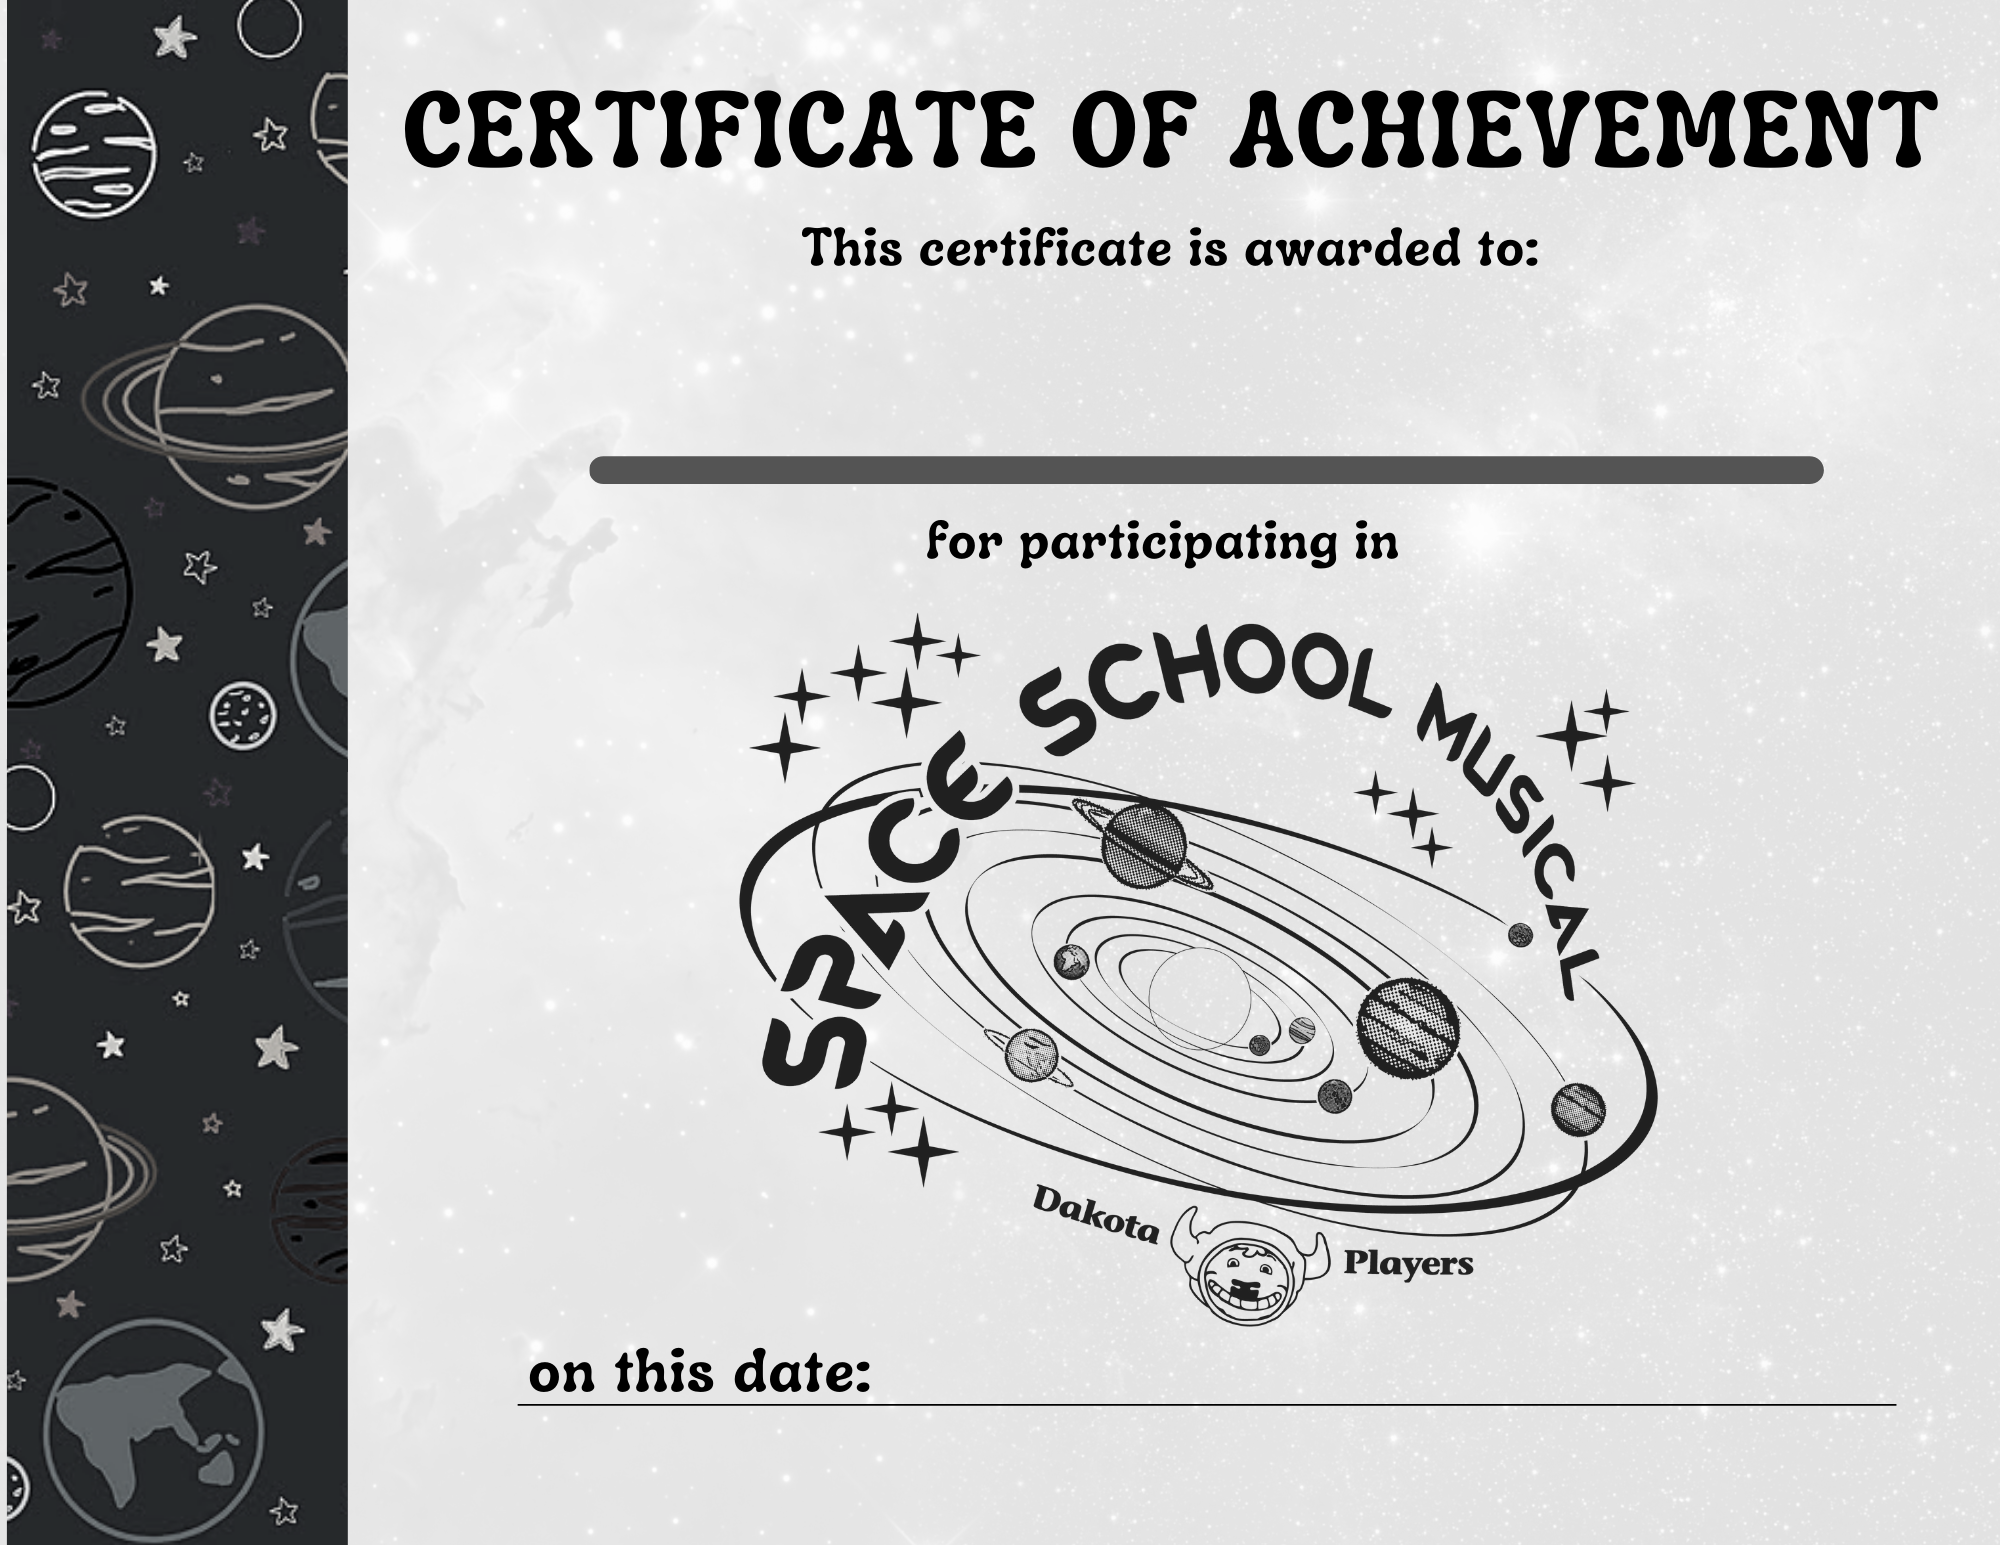 CERTIFICATE OF ACHIEVEMENT
This certificate is awarded to:
for participating in
SPACE SCHOOL MUSICAL
Dakota Players
on this date: